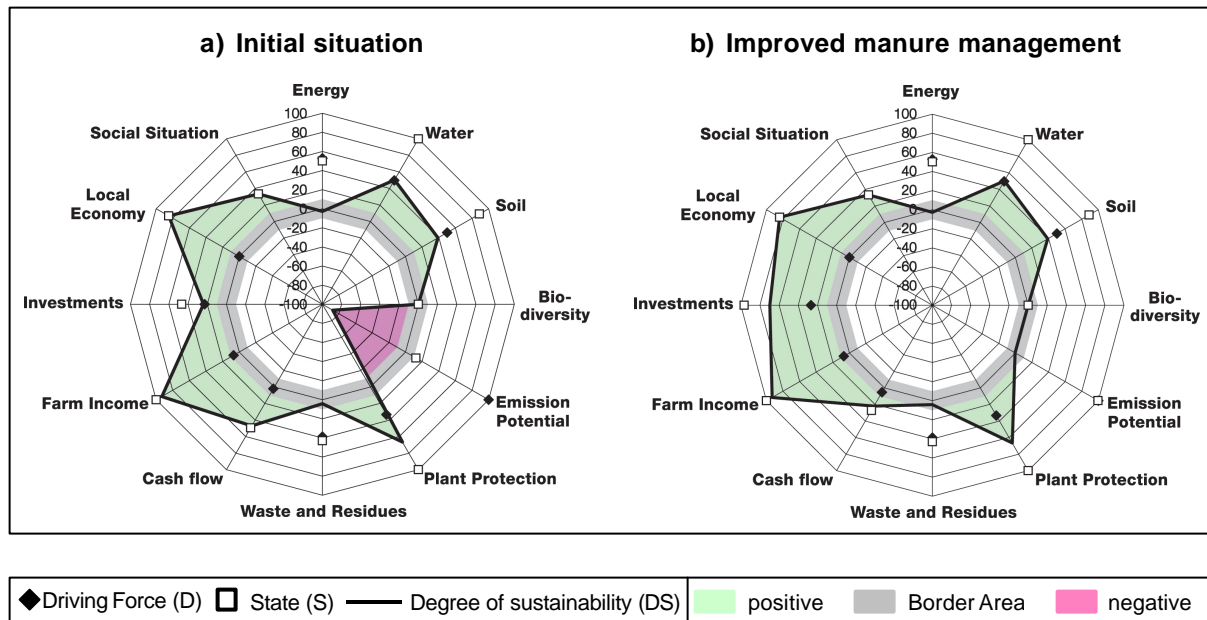 a) Initial situation
Energy
Water
Soil
Bio-
diversity
Emission
Potential
Plant Protection
Waste and Residues
Cash flow
Farm Income
Investments
Local
Economy
Social Situation
100
80
60
40
20
0
-20
-40
-60
-80
-100
b) Improved manure management
Energy
Water
Soil
Bio-
diversity
Emission
Potential
Plant Protection
Waste and Residues
Cash flow
Farm Income
Investments
Local
Economy
Social Situation
100
80
60
40
20
0
-20
-40
-60
-80
-100
Driving Force (D) State (S) Degree of sustainability (DS) positive Border Area negative